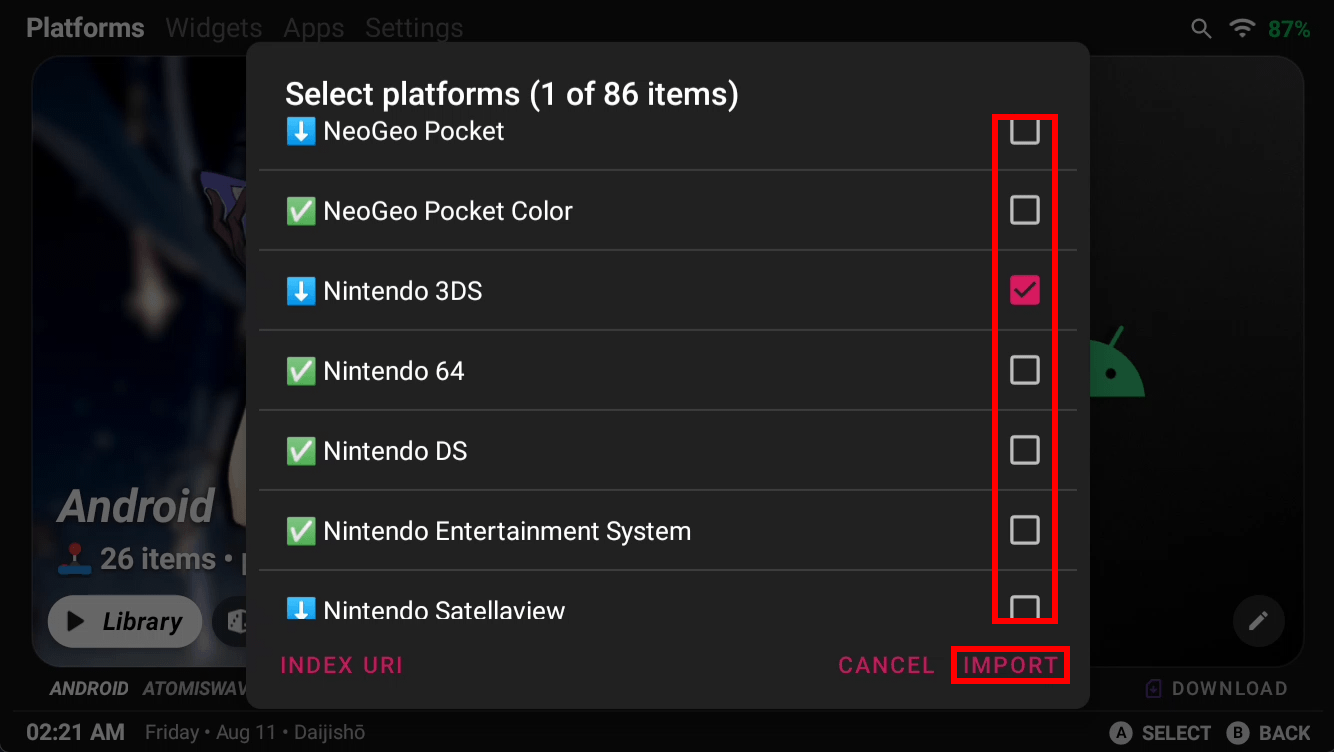 Platforms Widgets Apps Settings 87%
Select platforms (1 of 86 items)
NeoGeo Pocket
NeoGeo Pocket Color
Nintendo 3DS
Nintendo 64
Nintendo DS
Nintendo Entertainment System
Nintendo Satellaview
Android
26 items •
Library
INDEX URI CANCEL IMPORT
ANDROID ATOMISWAV DOWNLOAD
02:21 AM Friday • Aug 11 • Daijishō A SELECT B BACK